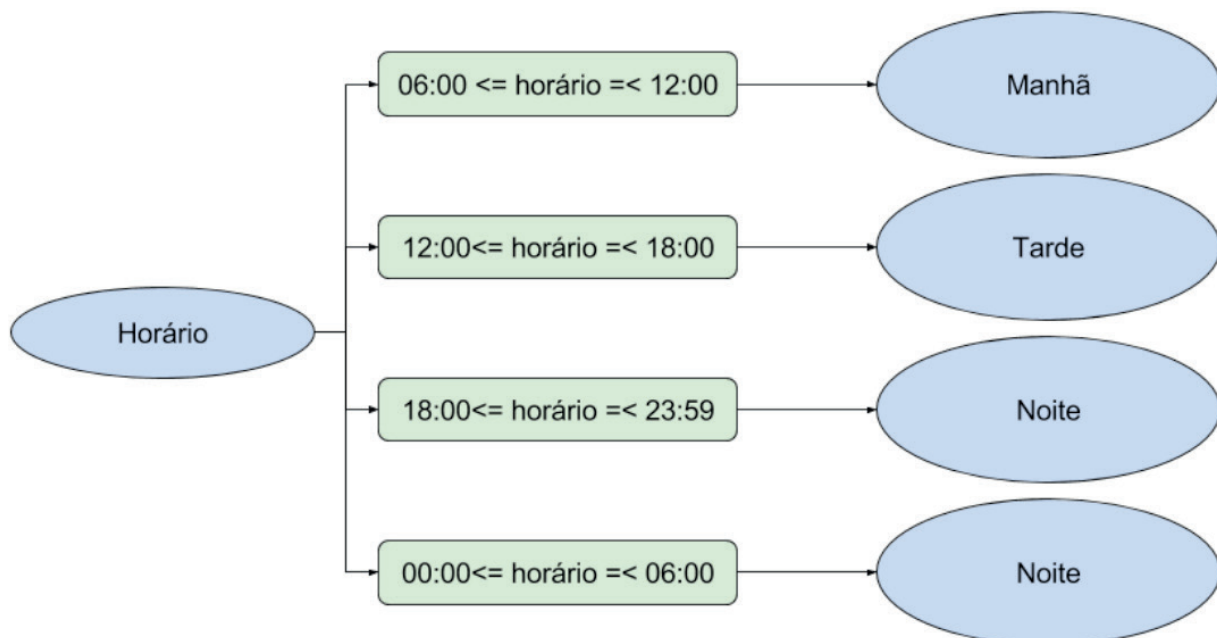 06:00 <= horário =< 12:00
Manhã
12:00<= horário =< 18:00
Tarde
Horário
18:00<= horário =< 23:59
Noite
00:00<= horário =< 06:00
Noite